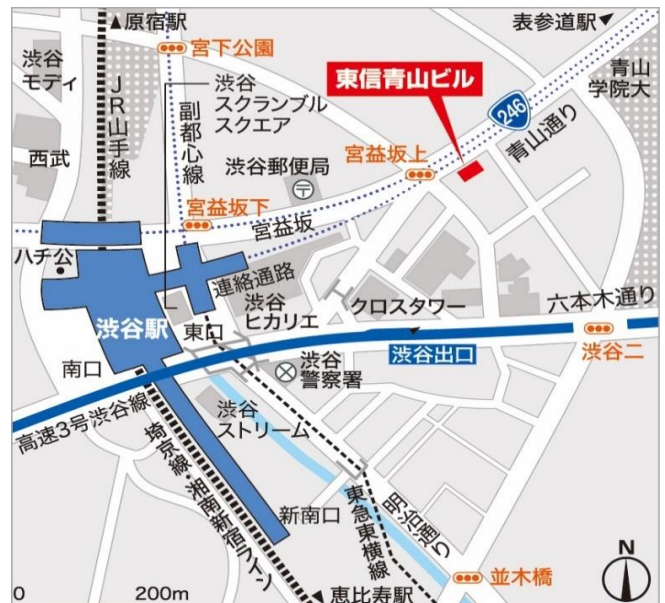 原宿駅
表参道駅
宮下公園
渋谷
モディ
JR山手線
副都心線
渋谷
スクランブル
スクエア
東信青山ビル
246
青山通り
青山
学院大
西武
渋谷郵便局
宮益坂上
宮益坂下
宮益坂
ハチ公
連絡通路
渋谷駅
東口
渋谷
ヒカリエ
クロスタワー
六本木通り
渋谷出口
渋谷二
南口
高速3号渋谷線
渋谷
警察署
渋谷
ストリーム
埼京線・湘南新宿ライン
新南口
東急東横線
明治通り
並木橋
恵比寿駅
0
200m
N